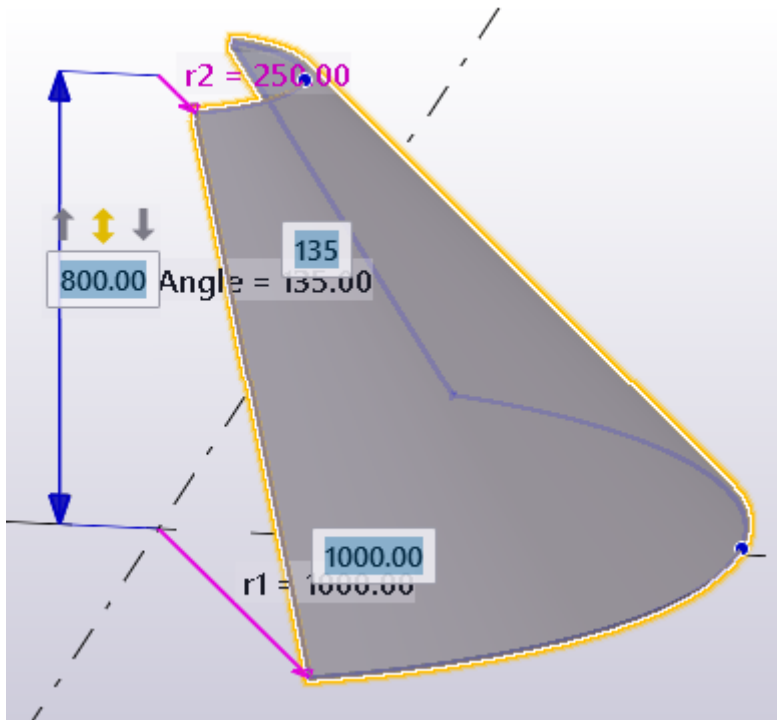 r2 = 250.00
135
800.00
Angle = 135.00
1000.00
r1 = 1000.00